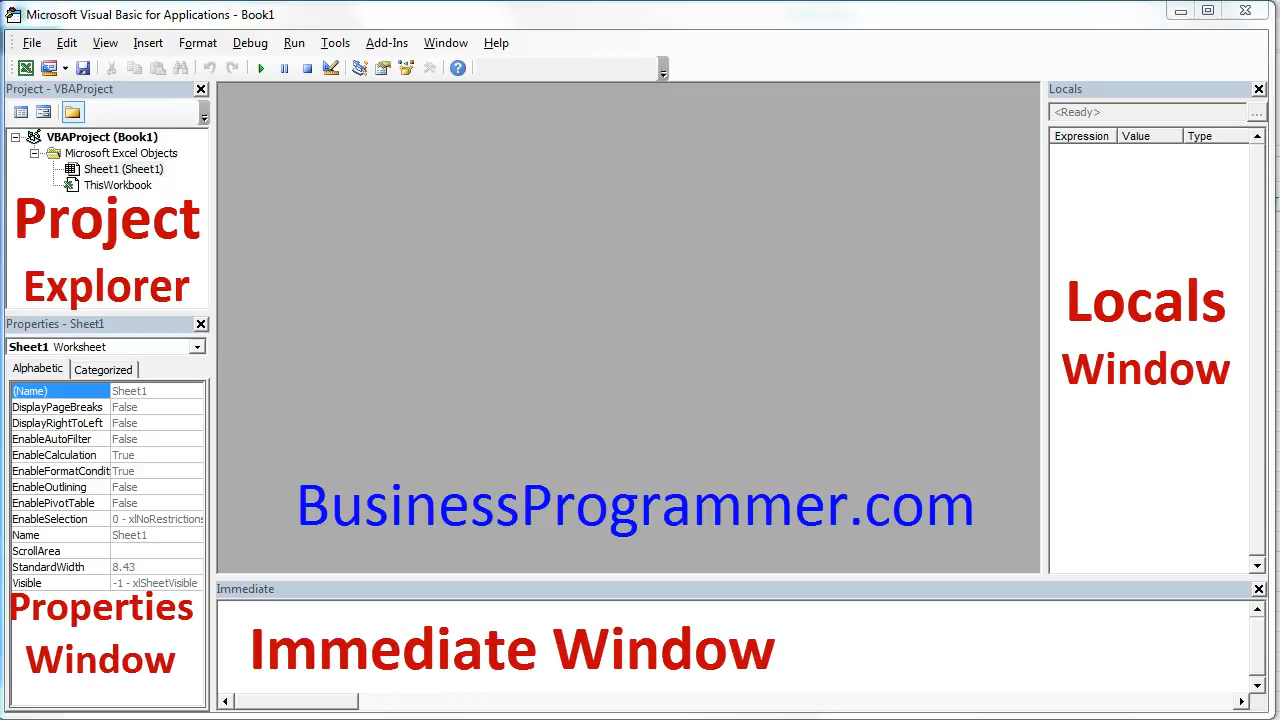 Microsoft Visual Basic for Applications - Book1
File Edit View Insert Format Debug Run Tools Add-Ins Window Help
Project - VBAProject
VBAProject (Book1)
Microsoft Excel Objects
Sheet1 (Sheet1)
ThisWorkbook
Project
Explorer
Properties - Sheet1
Sheet1 Worksheet
Alphabetic Categorized
(Name) Sheet1
DisplayPageBreaks False
DisplayRightToLeft False
EnableAutoFilter False
EnableCalculation True
EnableFormatCondit True
EnableOutlining False
EnablePivotTable False
EnableSelection 0 - xlNoRestrictions
Name Sheet1
ScrollArea
StandardWidth 8.43
Visible -1 - xlSheetVisible
Properties
Window
BusinessProgrammer.com
Immediate
Immediate Window
Locals
<Ready> ...
Expression Value Type
Locals
Window